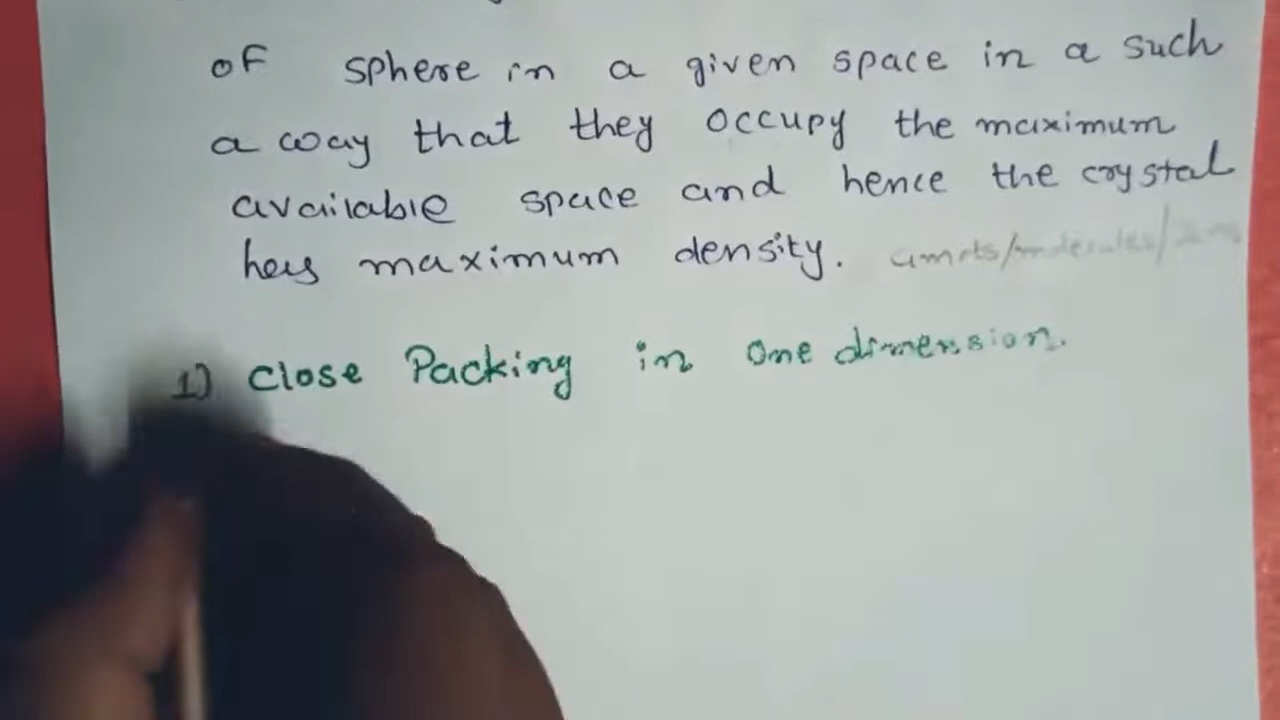 of sphere in a given space in a such
a way that they occupy the maximum
available space and hence the crystal
has maximum density.
1) Close Packing in one dimension.